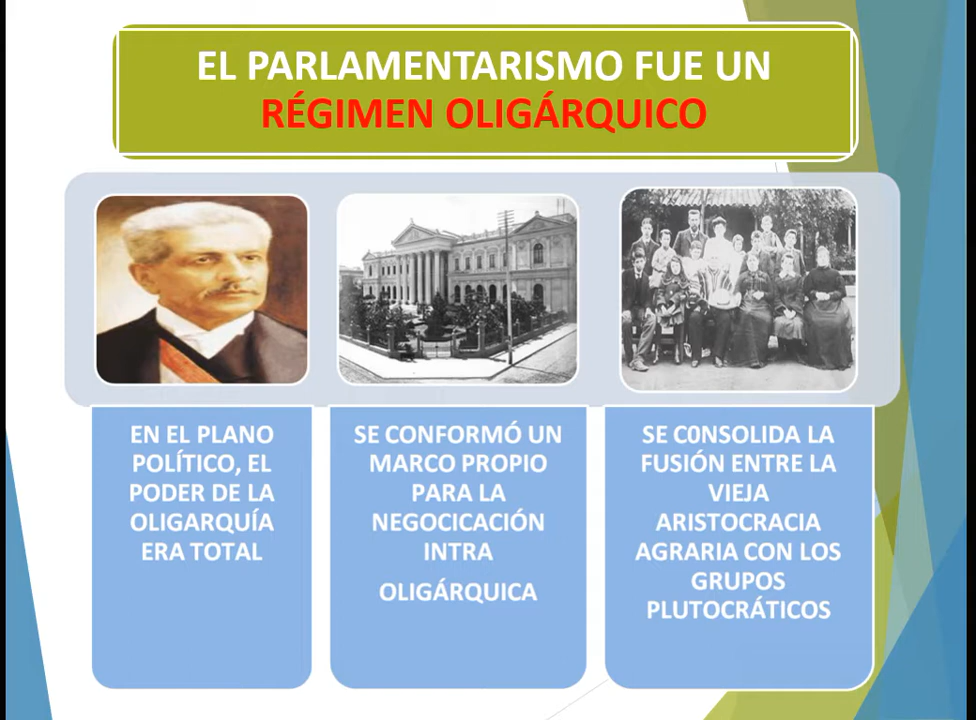 EL PARLAMENTARISMO FUE UN
RÉGIMEN OLIGÁRQUICO
EN EL PLANO
POLÍTICO, EL
PODER DE LA
OLIGARQUÍA
ERA TOTAL
SE CONFORMÓ UN
MARCO PROPIO
PARA LA
NEGOCICACIÓN
INTRA
OLIGÁRQUICA
SE C0NSOLIDA LA
FUSIÓN ENTRE LA
VIEJA
ARISTOCRACIA
AGRARIA CON LOS
GRUPOS
PLUTOCRÁTICOS